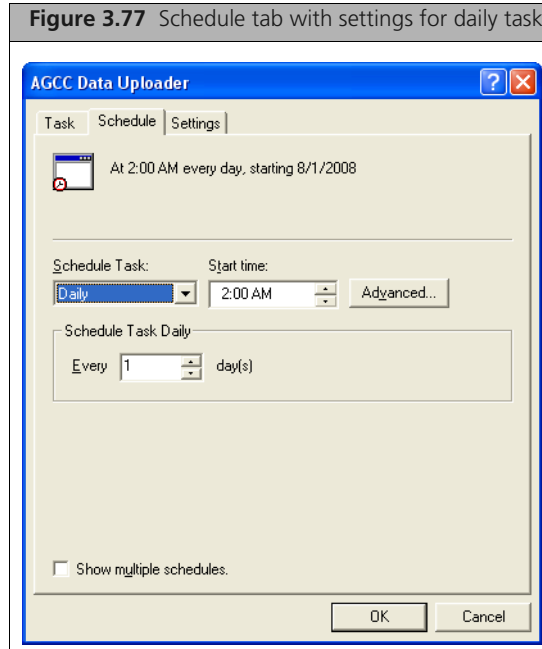 Figure 3.77 Schedule tab with settings for daily task
AGCC Data Uploader
Task Schedule Settings
At 2:00 AM every day, starting 8/1/2008
Schedule Task: Start time:
Daily 2:00 AM Advanced...
Schedule Task Daily
Every 1 day(s)
Show multiple schedules.
OK Cancel